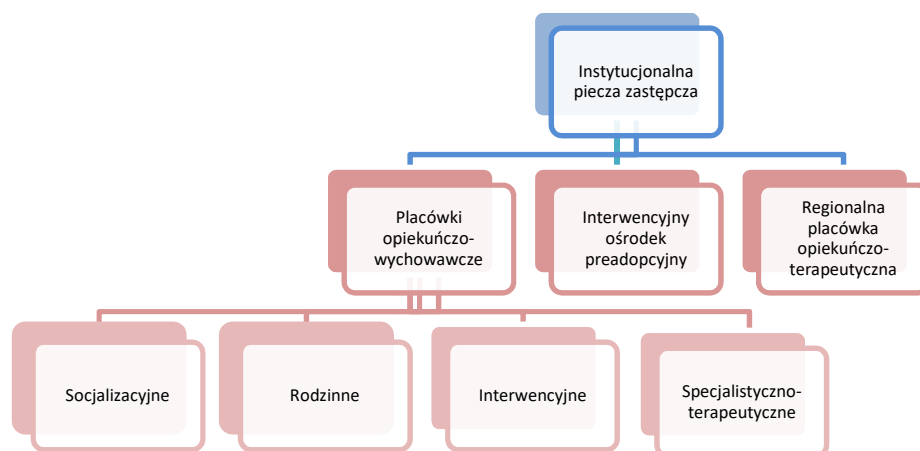 Instytucjonalna
piecza zastępcza
Placówki
opiekuńczo-
wychowawcze
Interwencyjny
ośrodek
preadopcyjny
Regionalna
placówka
opiekuńczo-
terapeutyczna
Socjalizacyjne
Rodzinne
Interwencyjne
Specjalistyczno-
terapeutyczne